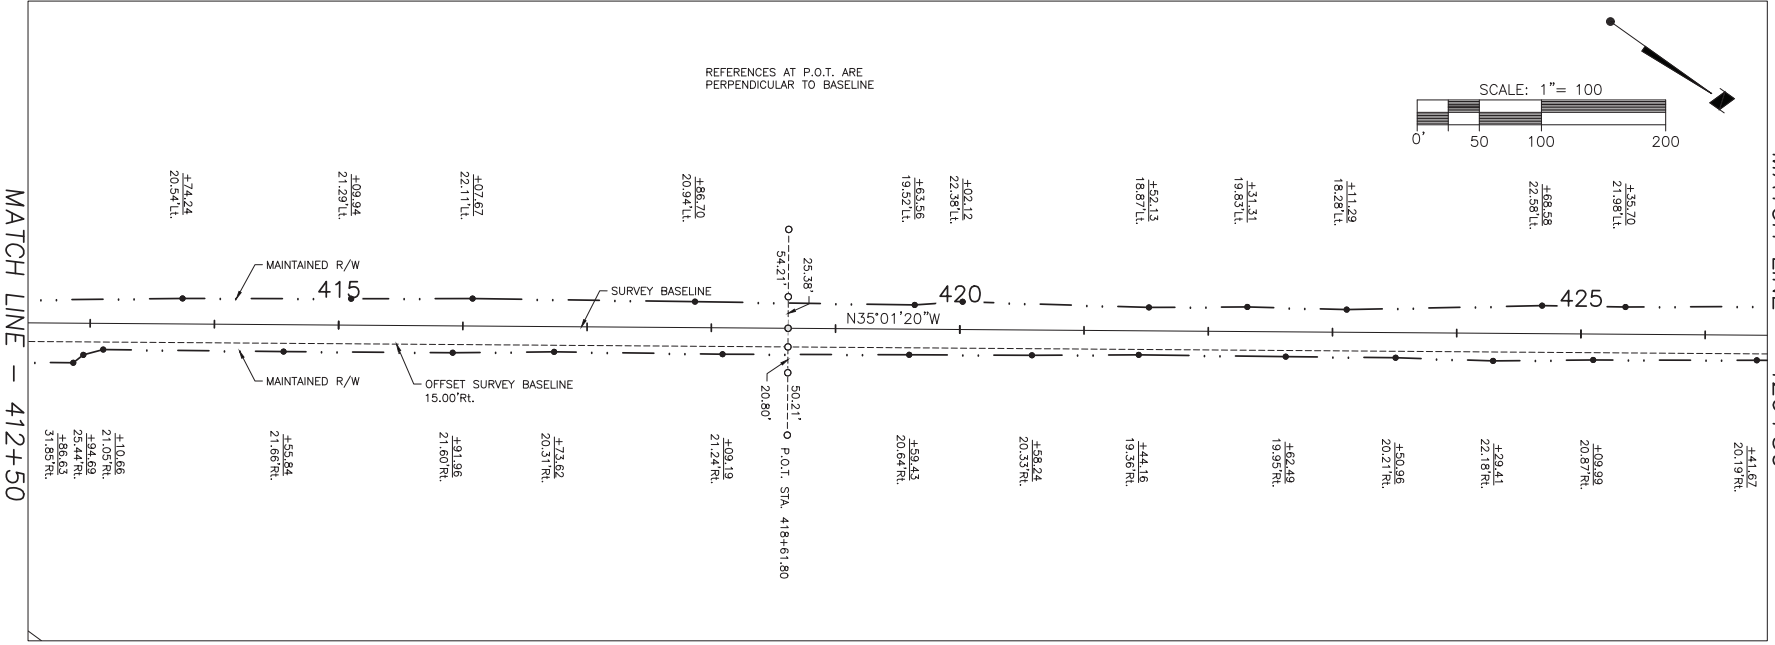 REFERENCES AT P.O.T. ARE
PERPENDICULAR TO BASELINE
SCALE: 1"= 100
0'
50
100
200
MATCH LINE - 412+50
+74.24
20.54'Lt.
+09.94
21.29'Lt.
+07.67
22.11'Lt.
+86.70
20.94'Lt.
+63.56
19.52'Lt.
+02.12
22.38'Lt.
+52.13
18.87'Lt.
+31.31
19.83'Lt.
+11.29
18.28'Lt.
+68.58
22.58'Lt.
+35.70
21.98'Lt.
54.21'
25.38'
MAINTAINED R/W
415
SURVEY BASELINE
420
425
N35°01'20"W
MAINTAINED R/W
OFFSET SURVEY BASELINE
15.00'Rt.
20.80'
50.21'
P.O.T. STA. 418+61.80
+86.63
31.85'Rt.
+94.69
25.44'Rt.
+10.66
21.05'Rt.
+55.84
21.66'Rt.
+91.96
21.60'Rt.
+73.62
20.31'Rt.
+09.19
21.24'Rt.
+59.43
20.64'Rt.
+58.24
20.33'Rt.
+44.16
19.36'Rt.
+62.49
19.95'Rt.
+50.96
20.21'Rt.
+29.41
22.18'Rt.
+09.99
20.87'Rt.
+41.67
20.19'Rt.